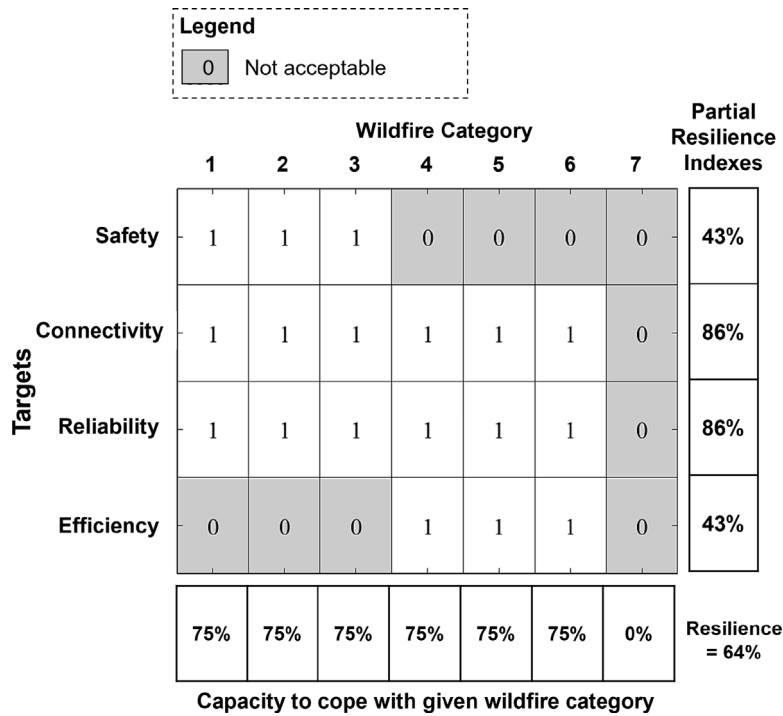 Legend
0 Not acceptable
Wildfire Category
Partial
Resilience
Indexes
1 2 3 4 5 6 7
Targets
Safety 1 1 1 0 0 0 0 43%
Connectivity 1 1 1 1 1 1 0 86%
Reliability 1 1 1 1 1 1 0 86%
Efficiency 0 0 0 1 1 1 0 43%
75% 75% 75% 75% 75% 75% 0% Resilience
= 64%
Capacity to cope with given wildfire category